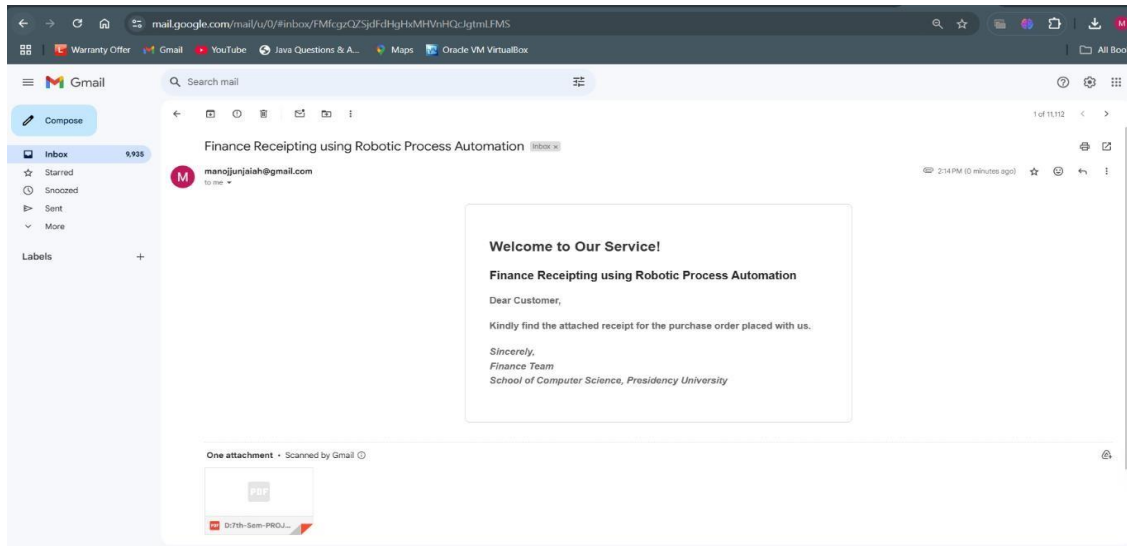 mail.google.com/mail/u/0/#inbox/FMfcgzQZSjdFdHgHxMHVnHQcJgtmLFMS
Warranty Offer
Gmail
YouTube
Java Questions & A...
Maps
Oracle VM VirtualBox
All Boo
Gmail
Search mail
Compose
1 of 11,112
Finance Receipting using Robotic Process Automation Inbox ×
Inbox 9,935
manojjunjaiah@gmail.com
2:14 PM (0 minutes ago)
M
to me
Starred
Snoozed
Sent
More
Labels +
Welcome to Our Service!
Finance Receipting using Robotic Process Automation
Dear Customer,
Kindly find the attached receipt for the purchase order placed with us.
Sincerely,
Finance Team
School of Computer Science, Presidency University
One attachment • Scanned by Gmail
PDF
PDF D:7th-Sem-PROJ...